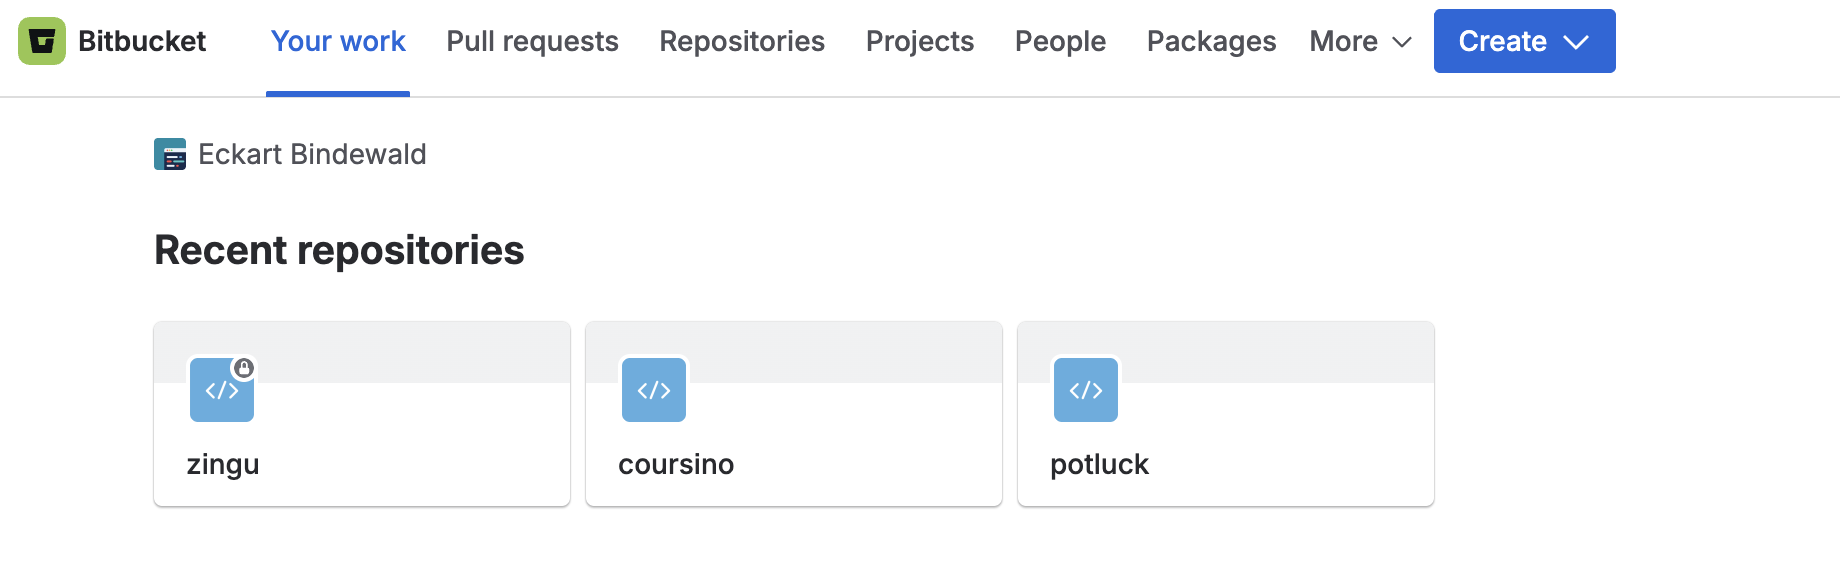 Bitbucket Your work Pull requests Repositories Projects People Packages More Create
Eckart Bindewald
Recent repositories
</> </> </>
zingu coursino potluck